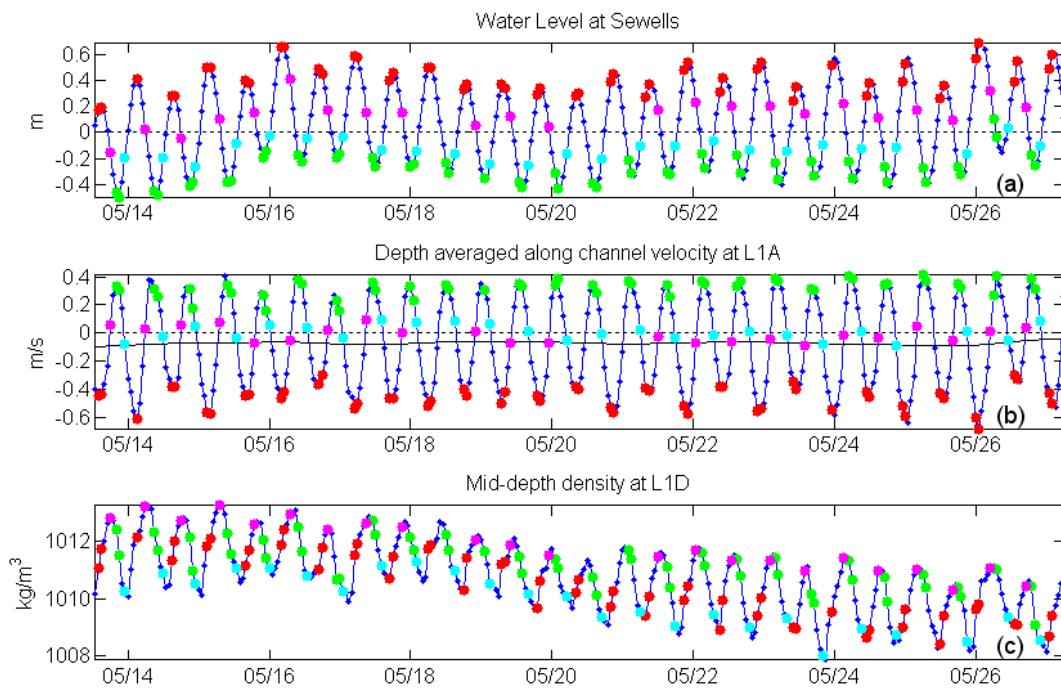 Water Level at Sewells
0.6
0.4
0.2
0
-0.2
-0.4
m
(a)
05/14 05/16 05/18 05/20 05/22 05/24 05/26
Depth averaged along channel velocity at L1A
0.4
0.2
0
-0.2
-0.4
-0.6
m/s
(b)
05/14 05/16 05/18 05/20 05/22 05/24 05/26
Mid-depth density at L1D
1012
1010
1008
kg/m³
(c)
05/14 05/16 05/18 05/20 05/22 05/24 05/26